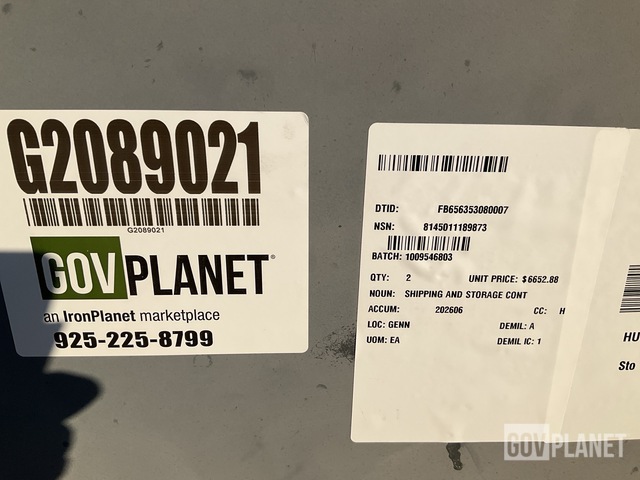 G2089021
G2089021
GOV PLANET®
an IronPlanet marketplace
925-225-8799
DTID: FB656353080007
NSN: 8145011189873
BATCH: 1009546803
QTY: 2 UNIT PRICE: $ 6652.88
NOUN: SHIPPING AND STORAGE CONT
ACCUM: 202606 CC: H
LOC: GENN DEMIL: A
UOM: EA DEMIL IC: 1
HU
Sto
GOVPLANET